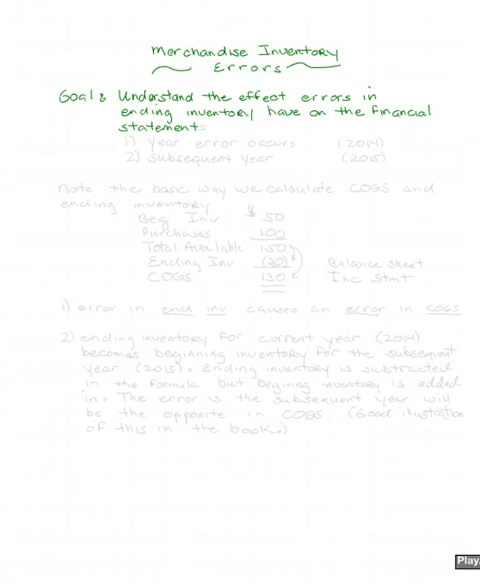 Merchandise Inventory
Errors
Goal: Understand the effect errors in
ending inventory have on the financial
statements
1) year error occurs (2014)
2) subsequent year (2015)
Note the basic way we calculate COGS and
ending inventory
Beg Inv $ 50
Purchases 100
Total Available 150
Ending Inv (20) Balance sheet
COGS 130 Inc Stmt
1) error in end inv causes an error in COGS
2) ending inventory for current year (2014)
becomes beginning inventory for the subsequent
year (2015). Ending inventory is subtracted
in the formula but beginning inventory is added
in. The error is the subsequent year will
be the opposite in COGS. (Good illustration
of this in the book.)
Play